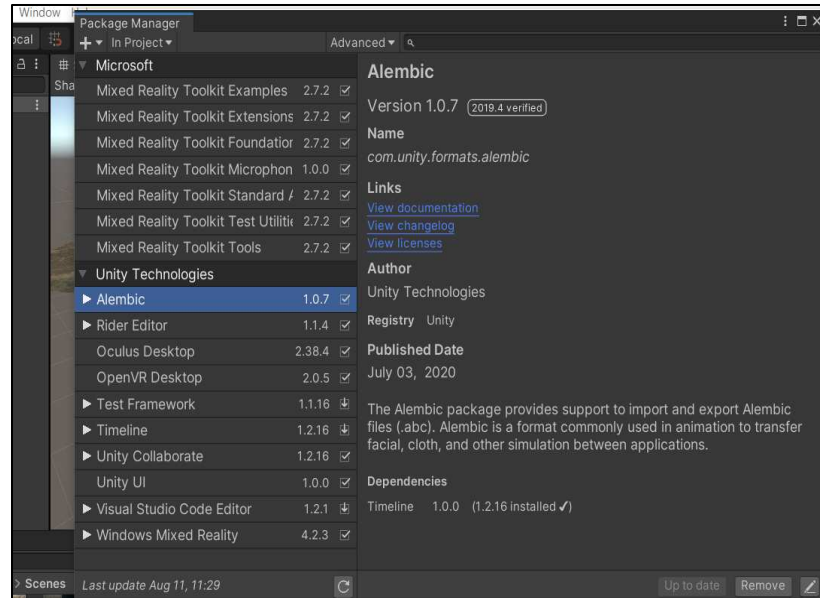 Window
Package Manager
In Project
Advanced
Microsoft
Mixed Reality Toolkit Examples 2.7.2
Mixed Reality Toolkit Extensions 2.7.2
Mixed Reality Toolkit Foundation 2.7.2
Mixed Reality Toolkit Microphon 1.0.0
Mixed Reality Toolkit Standard 2.7.2
Mixed Reality Toolkit Test Utilitie 2.7.2
Mixed Reality Toolkit Tools 2.7.2
Unity Technologies
Alembic 1.0.7
Rider Editor 1.1.4
Oculus Desktop 2.38.4
OpenVR Desktop 2.0.5
Test Framework 1.1.16
Timeline 1.2.16
Unity Collaborate 1.2.16
Unity UI 1.0.0
Visual Studio Code Editor 1.2.1
Windows Mixed Reality 4.2.3
Last update Aug 11, 11:29
Alembic
Version 1.0.7 2019.4 verified
Name
com.unity.formats.alembic
Links
View documentation
View changelog
View licenses
Author
Unity Technologies
Registry Unity
Published Date
July 03, 2020
The Alembic package provides support to import and export Alembic
files (.abc). Alembic is a format commonly used in animation to transfer
facial, cloth, and other simulation between applications.
Dependencies
Timeline 1.0.0 (1.2.16 installed ✓)
Up to date Remove
ocal
Sha
> Scenes